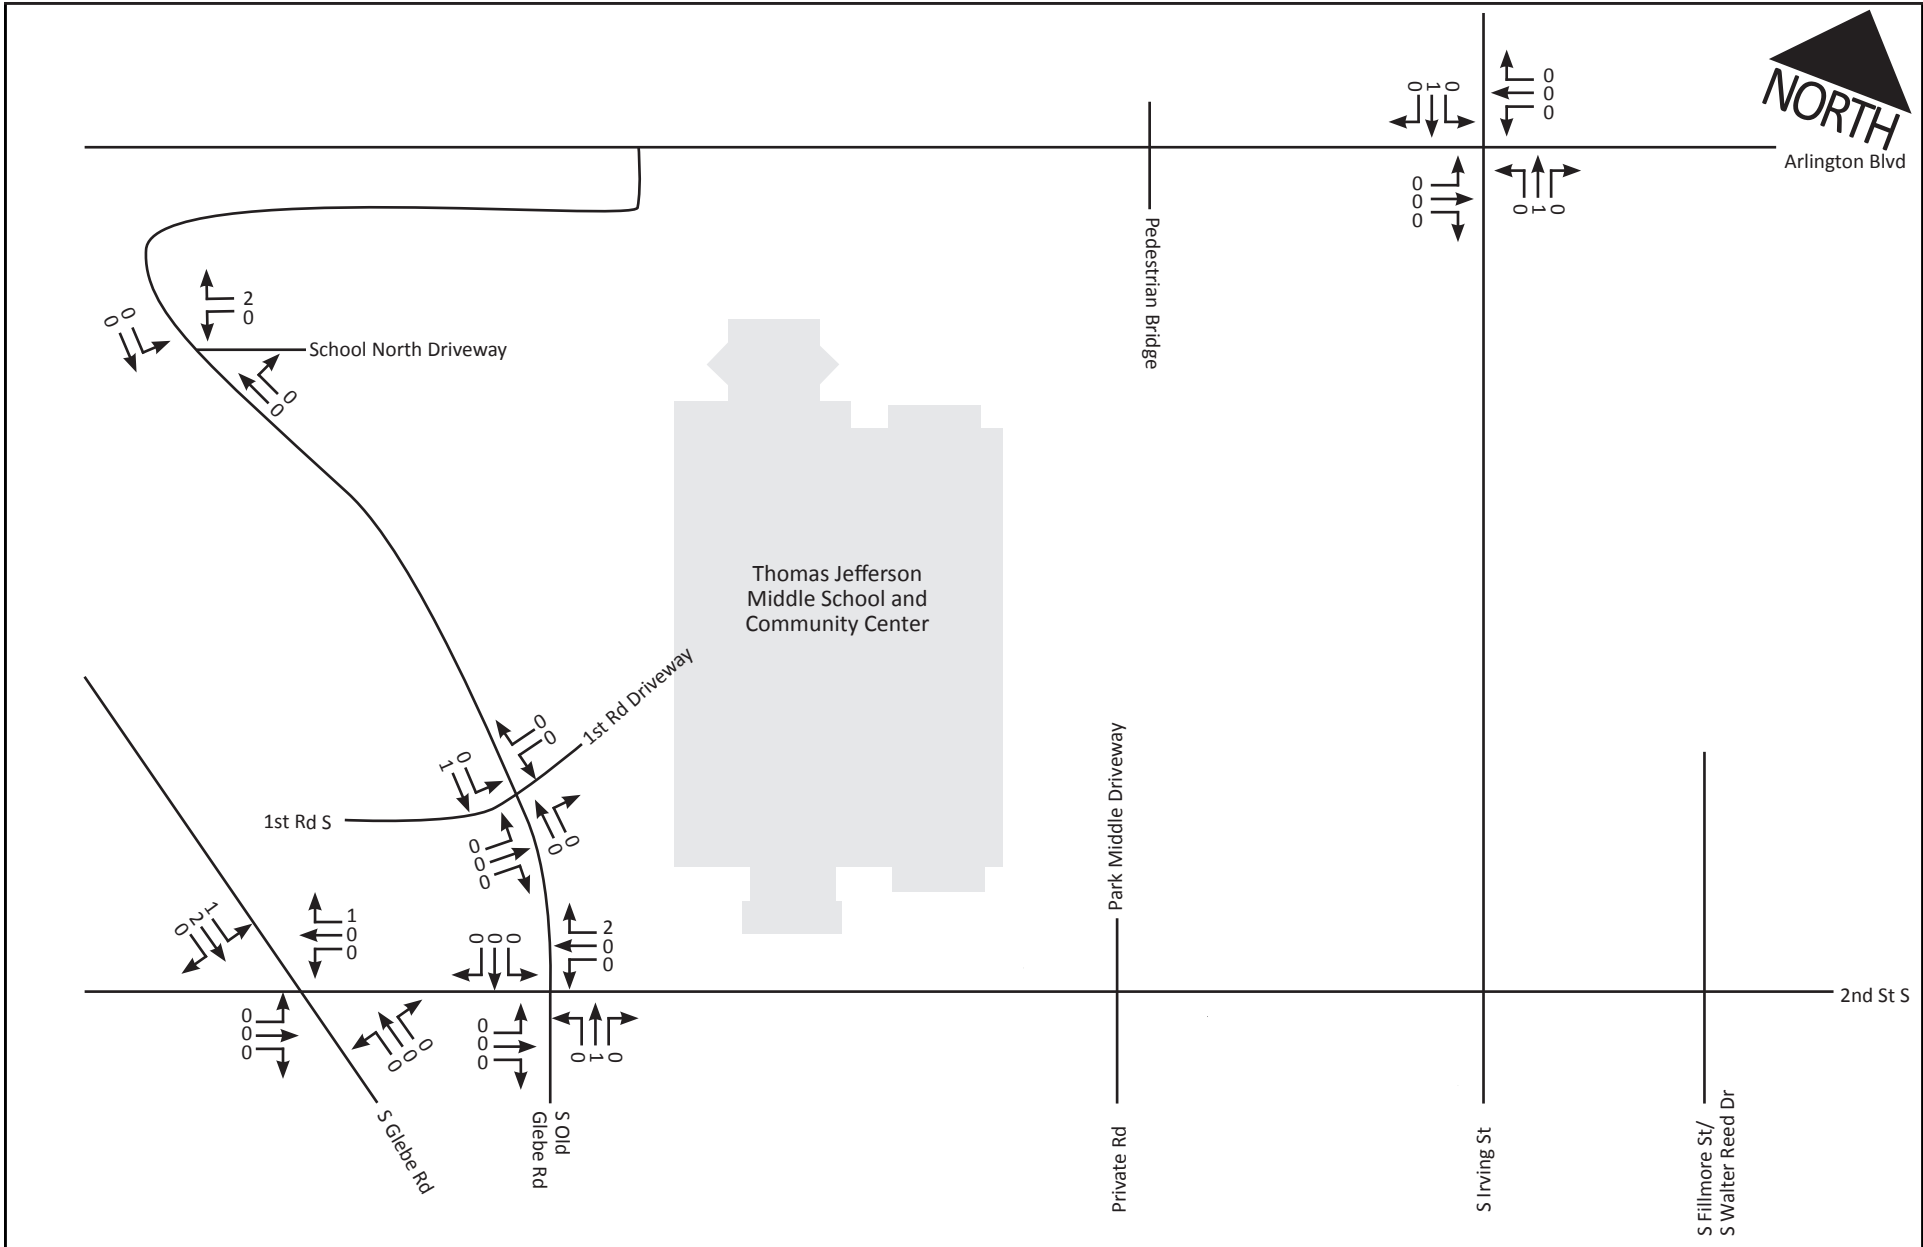 0
1
0
0
0
0
NORTH
Arlington Blvd
0
0
0
0
1
0
Pedestrian Bridge
0
0
2
0
School North Driveway
0
0
Thomas Jefferson
Middle School and
Community Center
1st Rd Driveway
0
0
1
0
1st Rd S
0
0
0
0
0
Park Middle Driveway
0
2
1
1
0
0
0
0
0
2
0
0
2nd St S
0
0
0
0
0
0
0
0
0
0
1
0
S Glebe Rd
S Old
Glebe Rd
Private Rd
S Irving St
S Fillmore St/
S Walter Reed Dr